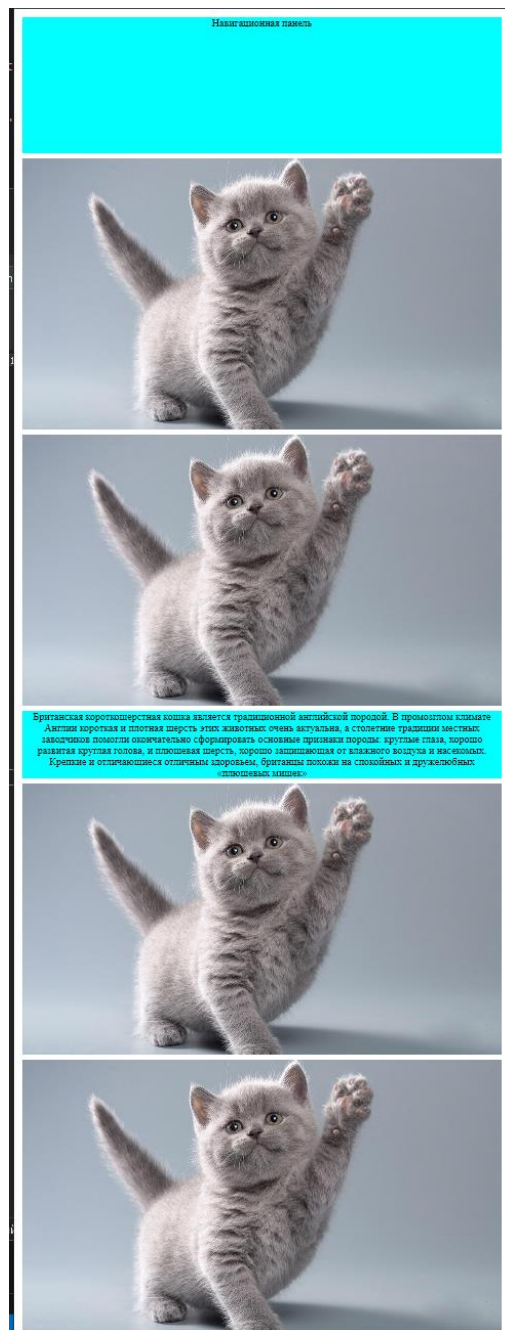 Навигационная панель
Британская короткошерстная кошка является традиционной английской породой. В промозглом климате
Англии короткая и плотная шерсть этих животных очень актуальна, а столетние традиции местных
заводчиков помогли окончательно сформировать основные признаки породы: круглые глаза, хорошо
развитая круглая голова, и плюшевая шерсть, хорошо защищающая от влажного воздуха и насекомых.
Крепкие и отличающиеся отличным здоровьем, британцы похожи на спокойных и дружелюбных
«плюшевых мишек»